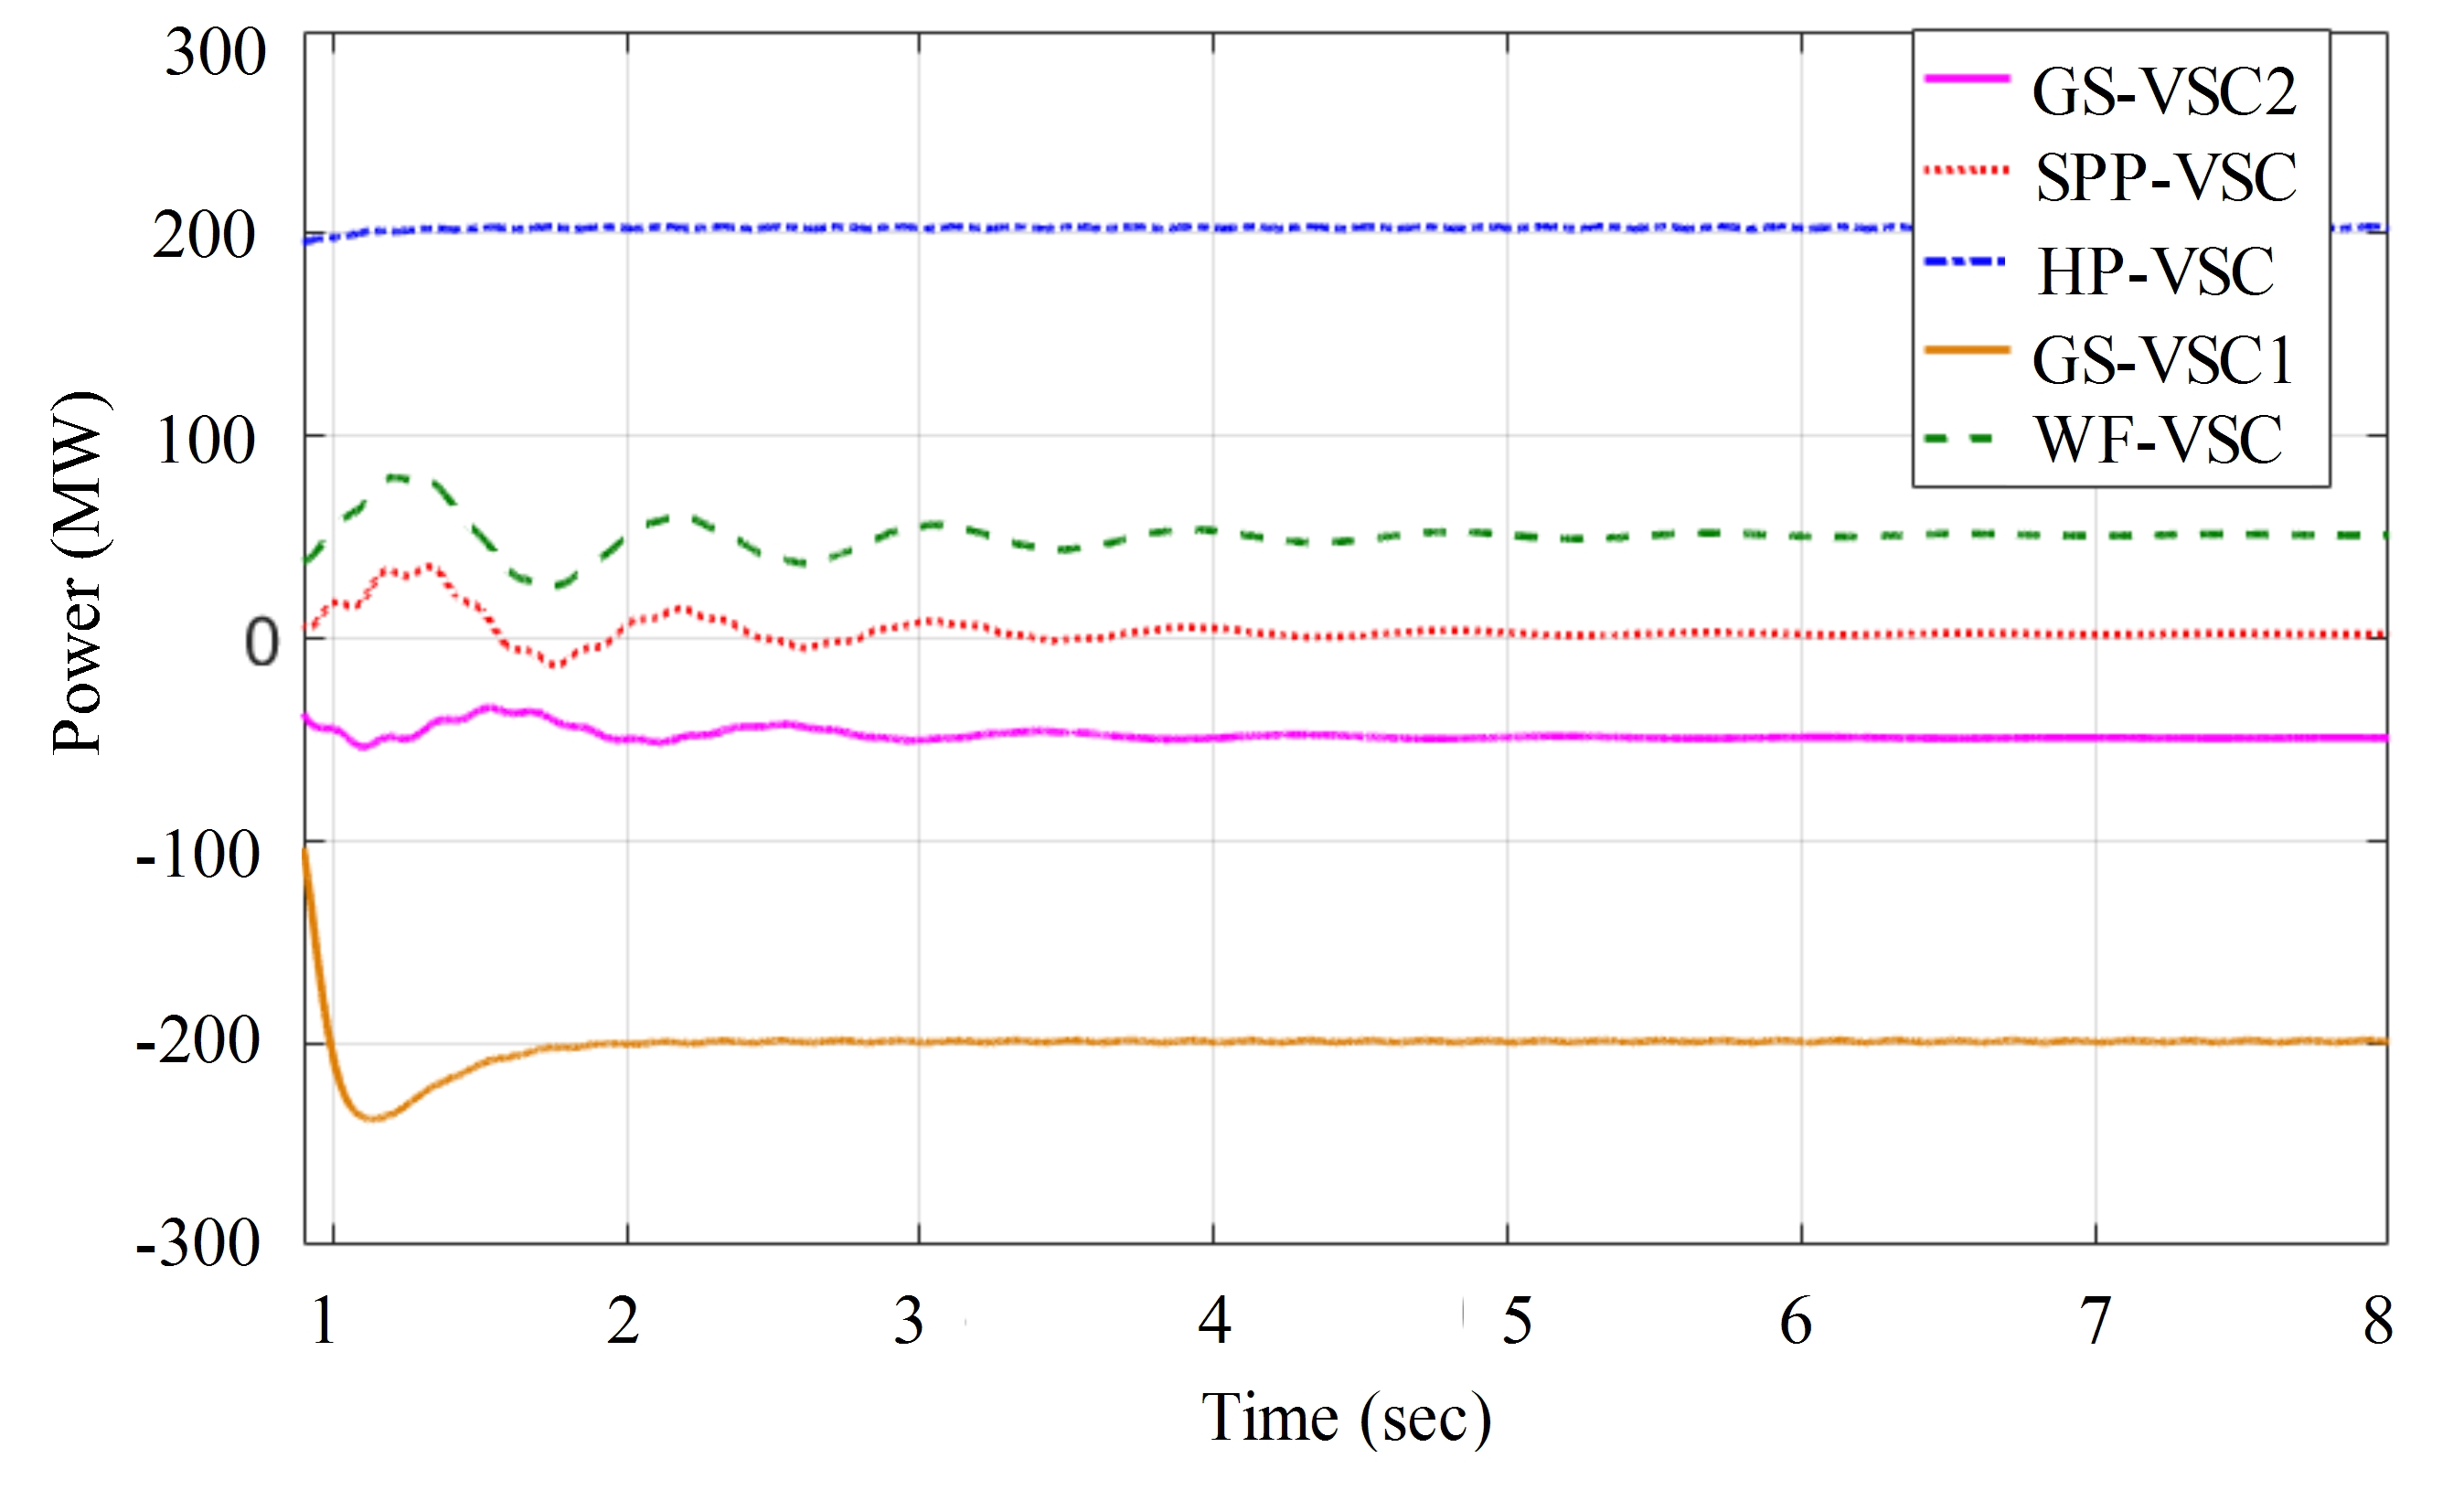 300
200
100
0
-100
-200
-300
Power (MW)
GS-VSC2
SPP-VSC
HP-VSC
GS-VSC1
WF-VSC
1 2 3 4 5 6 7 8
Time (sec)